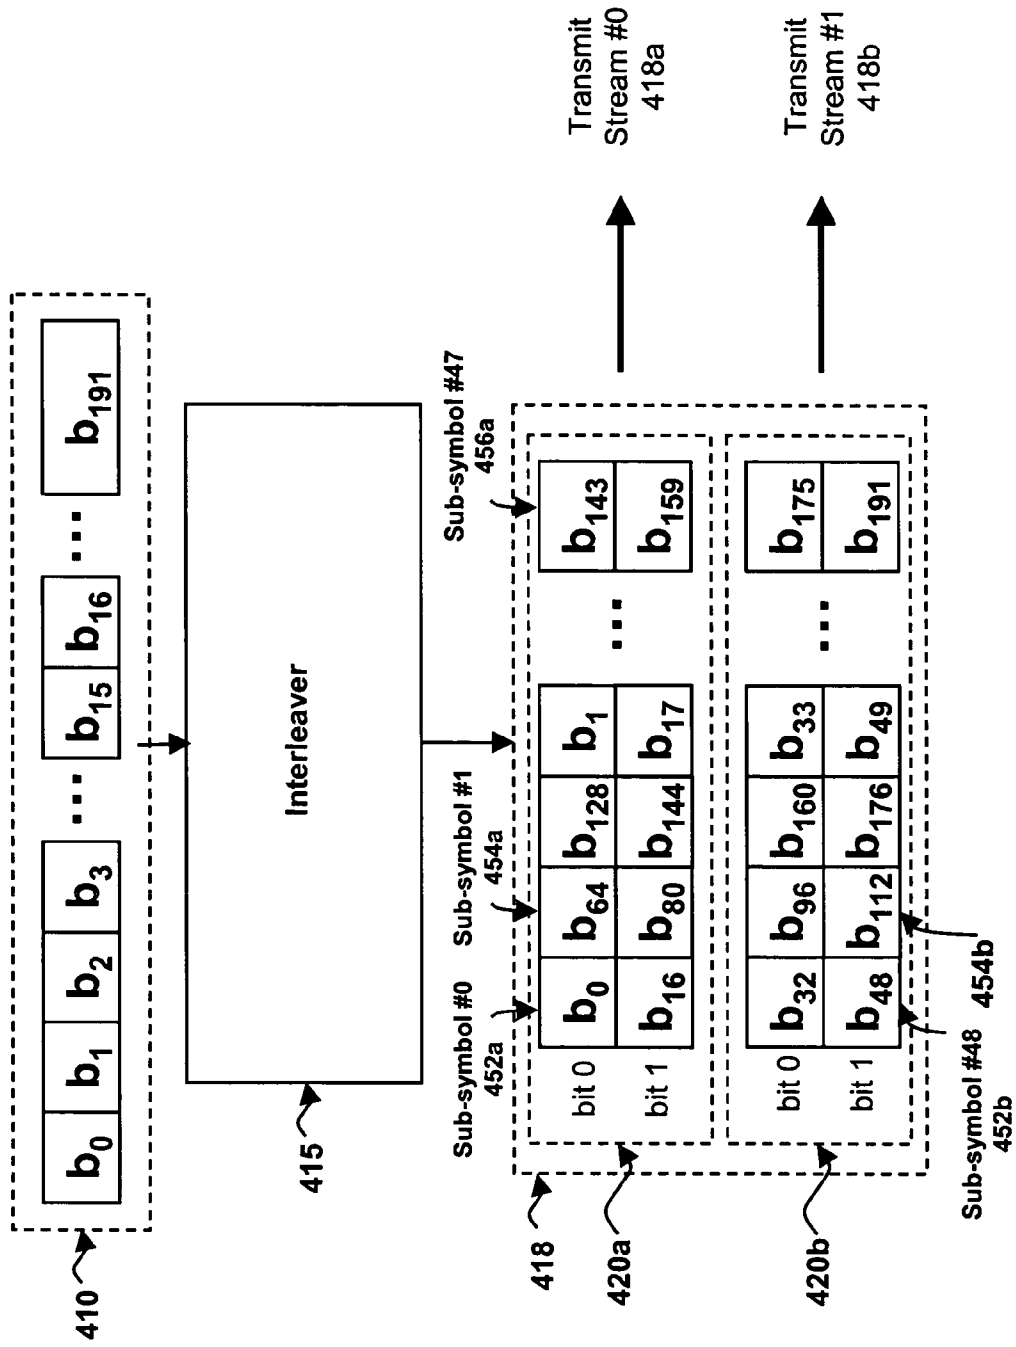 b0 b1 b2 b3 ... b15 b16 ... b191
410
Interleaver
415
Sub-symbol #0
452a
Sub-symbol #1
454a
Sub-symbol #47
456a
418
420a
bit 0 b0 b64 b128 b1 ... b143
bit 1 b16 b80 b144 b17 ... b159
Transmit
Stream #0
418a
420b
bit 0 b32 b96 b160 b33 ... b175
bit 1 b48 b112 b176 b49 ... b191
Transmit
Stream #1
418b
Sub-symbol #48
452b
454b